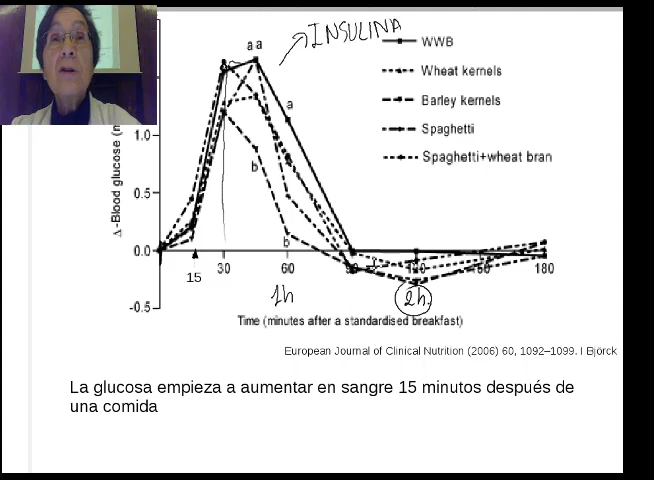 INSULINA
a a
a
b
b
WWB
Wheat kernels
Barley kernels
Spaghetti
Spaghetti+wheat bran
Δ-Blood glucose
1.0
0.5
0.0
-0.5
15
30
60
180
1h
2h
Time (minutes after a standardised breakfast)
European Journal of Clinical Nutrition (2006) 60, 1092–1099. I Björck
La glucosa empieza a aumentar en sangre 15 minutos después de
una comida